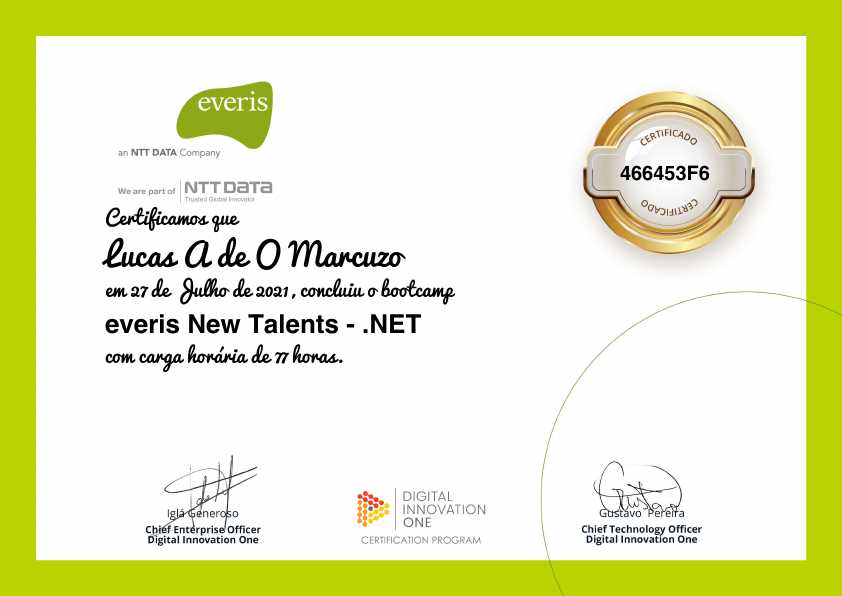 everis
an NTT DATA Company
We are part of NTT DATA
Trusted Global Innovator
CERTIFICADO
466453F6
CERTIFICADO
Certificamos que
Lucas A de O Marcuzo
em 27 de Julho de 2021, concluiu o bootcamp
everis New Talents - .NET
com carga horária de 77 horas.
Iglá Generoso
Chief Enterprise Officer
Digital Innovation One
DIGITAL
INNOVATION
ONE
CERTIFICATION PROGRAM
Gustavo Pereira
Chief Technology Officer
Digital Innovation One